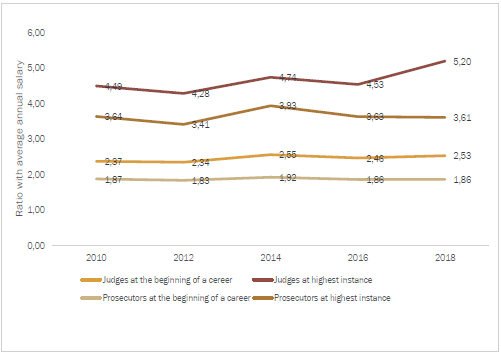 6,00
5,00
4,00
3,00
2,00
1,00
0,00
Ratio with average annual salary
4,49 4,28 4,74 4,53 5,20
3,64 3,41 3,93 3,63 3,61
2,37 2,34 2,55 2,46 2,53
1,87 1,83 1,92 1,86 1,86
2010 2012 2014 2016 2018
Judges at the beginning of a cereer Judges at highest instance
Prosecutors at the beginning of a career Prosecutors at highest instance